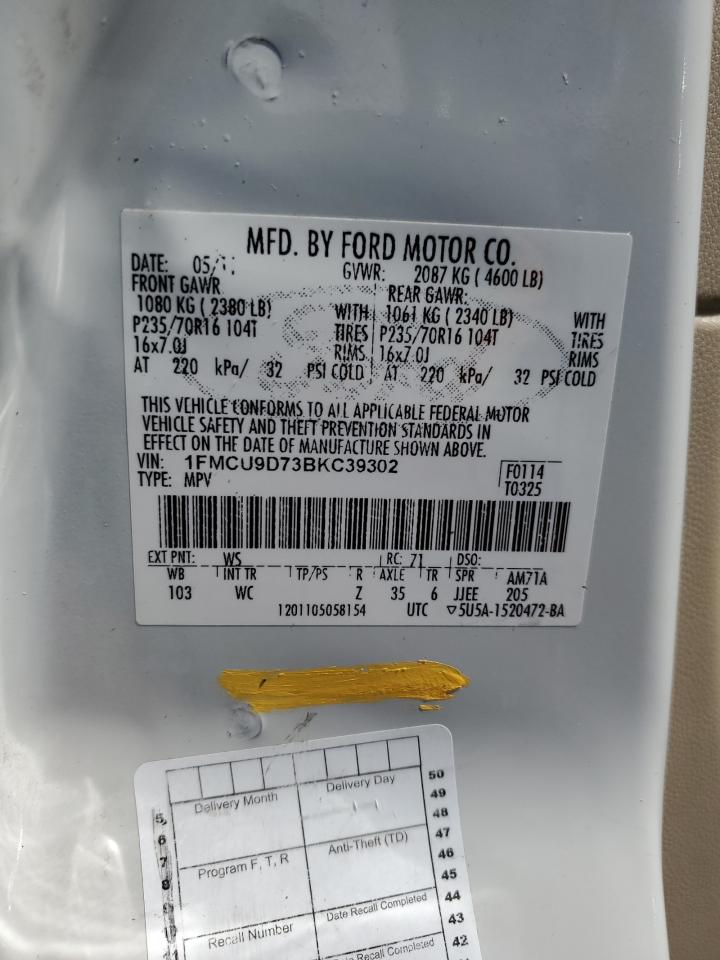 MFD. BY FORD MOTOR CO.
DATE: 05/11 GVWR: 2087 KG ( 4600 LB)
FRONT GAWR REAR GAWR:
1080 KG ( 2380 LB) WITH 1061 KG ( 2340 LB) WITH
P235/70R16 104T TIRES P235/70R16 104T TIRES
16x7.0J RIMS 16x7.0J RIMS
AT 220 kPa/ 32 PSI COLD AT 220 kPa/ 32 PSI COLD
THIS VEHICLE CONFORMS TO ALL APPLICABLE FEDERAL MOTOR
VEHICLE SAFETY AND THEFT PREVENTION STANDARDS IN
EFFECT ON THE DATE OF MANUFACTURE SHOWN ABOVE.
VIN: 1FMCU9D73BKC39302 F0114
TYPE: MPV T0325
EXT PNT: WS RC: 71 DSO:
WB INT TR TP/PS R AXLE TR SPR AM71A
103 WC Z 35 6 JJEE 205
1201105058154 UTC ▽5U5A-1520472-BA
Delivery Month Delivery Day 50
49
5 48
6 Anti-Theft (TD) 47
7 Program F, T, R 46
8 45
Date Recall Completed 44
Recall Number 43
Date Recall Completed 42